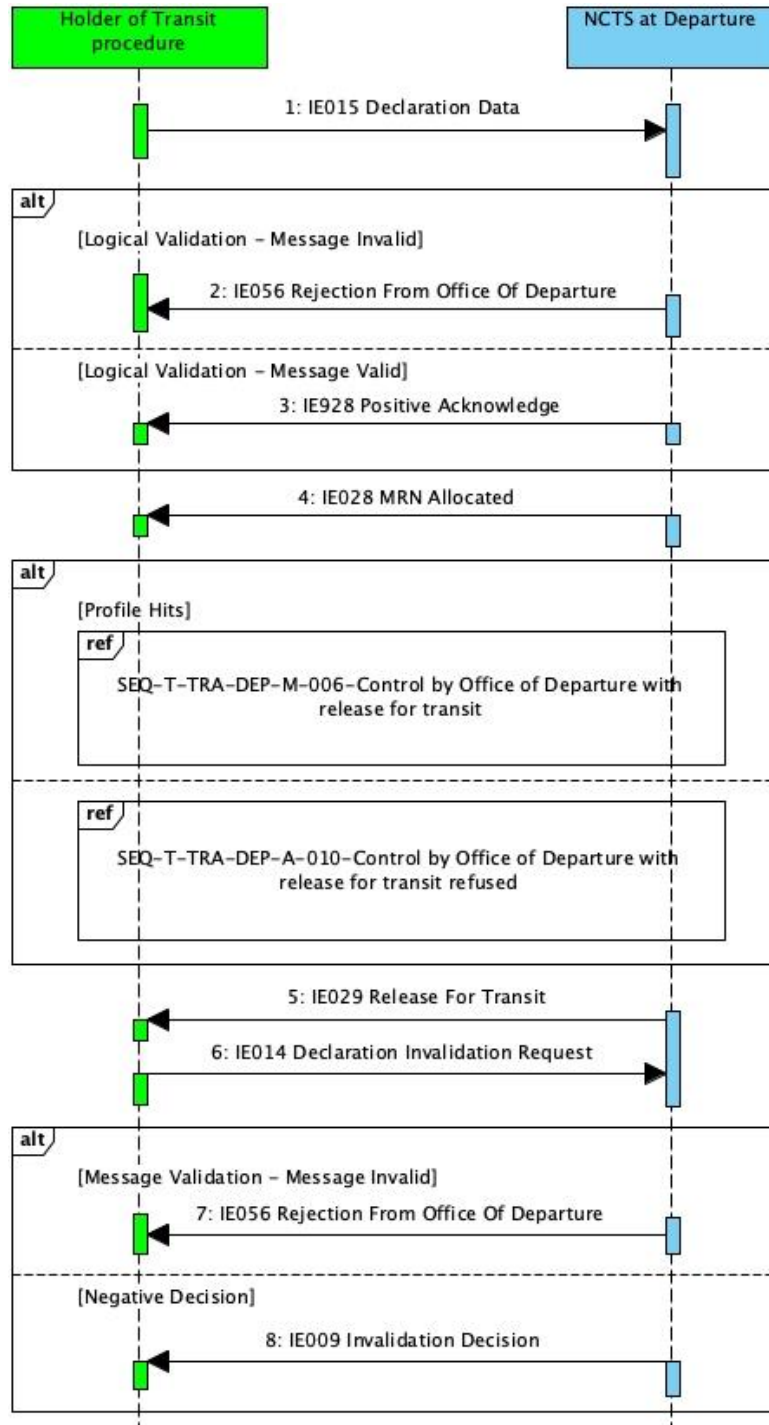 Holder of Transit
procedure
NCTS at Departure
1: IE015 Declaration Data
alt
[Logical Validation – Message Invalid]
2: IE056 Rejection From Office Of Departure
[Logical Validation – Message Valid]
3: IE928 Positive Acknowledge
4: IE028 MRN Allocated
alt
[Profile Hits]
ref
SEQ-T-TRA-DEP-M-006-Control by Office of Departure with
release for transit
ref
SEQ-T-TRA-DEP-A-010-Control by Office of Departure with
release for transit refused
5: IE029 Release For Transit
6: IE014 Declaration Invalidation Request
alt
[Message Validation – Message Invalid]
7: IE056 Rejection From Office Of Departure
[Negative Decision]
8: IE009 Invalidation Decision